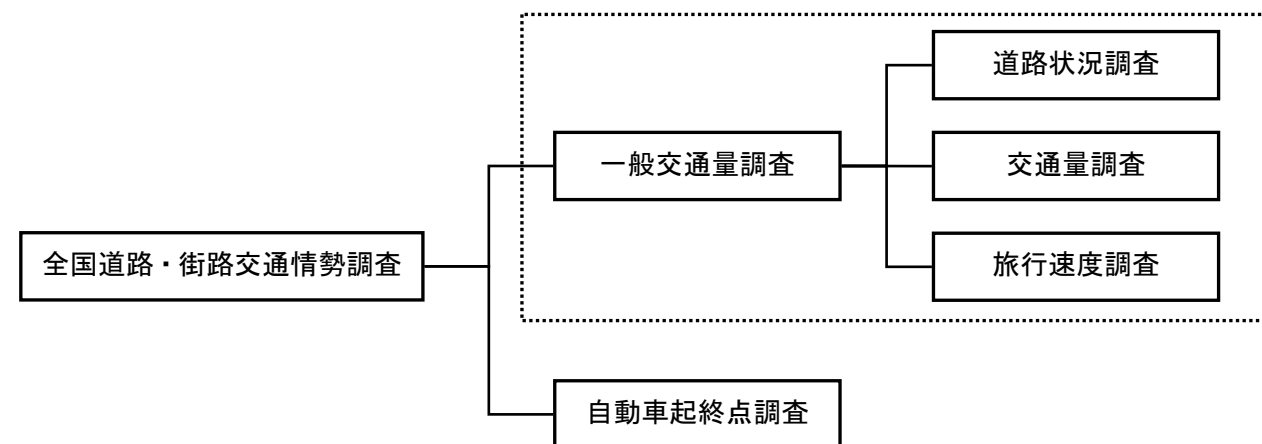 道路状況調査
一般交通量調査
交通量調査
全国道路・街路交通情勢調査
旅行速度調査
自動車起終点調査